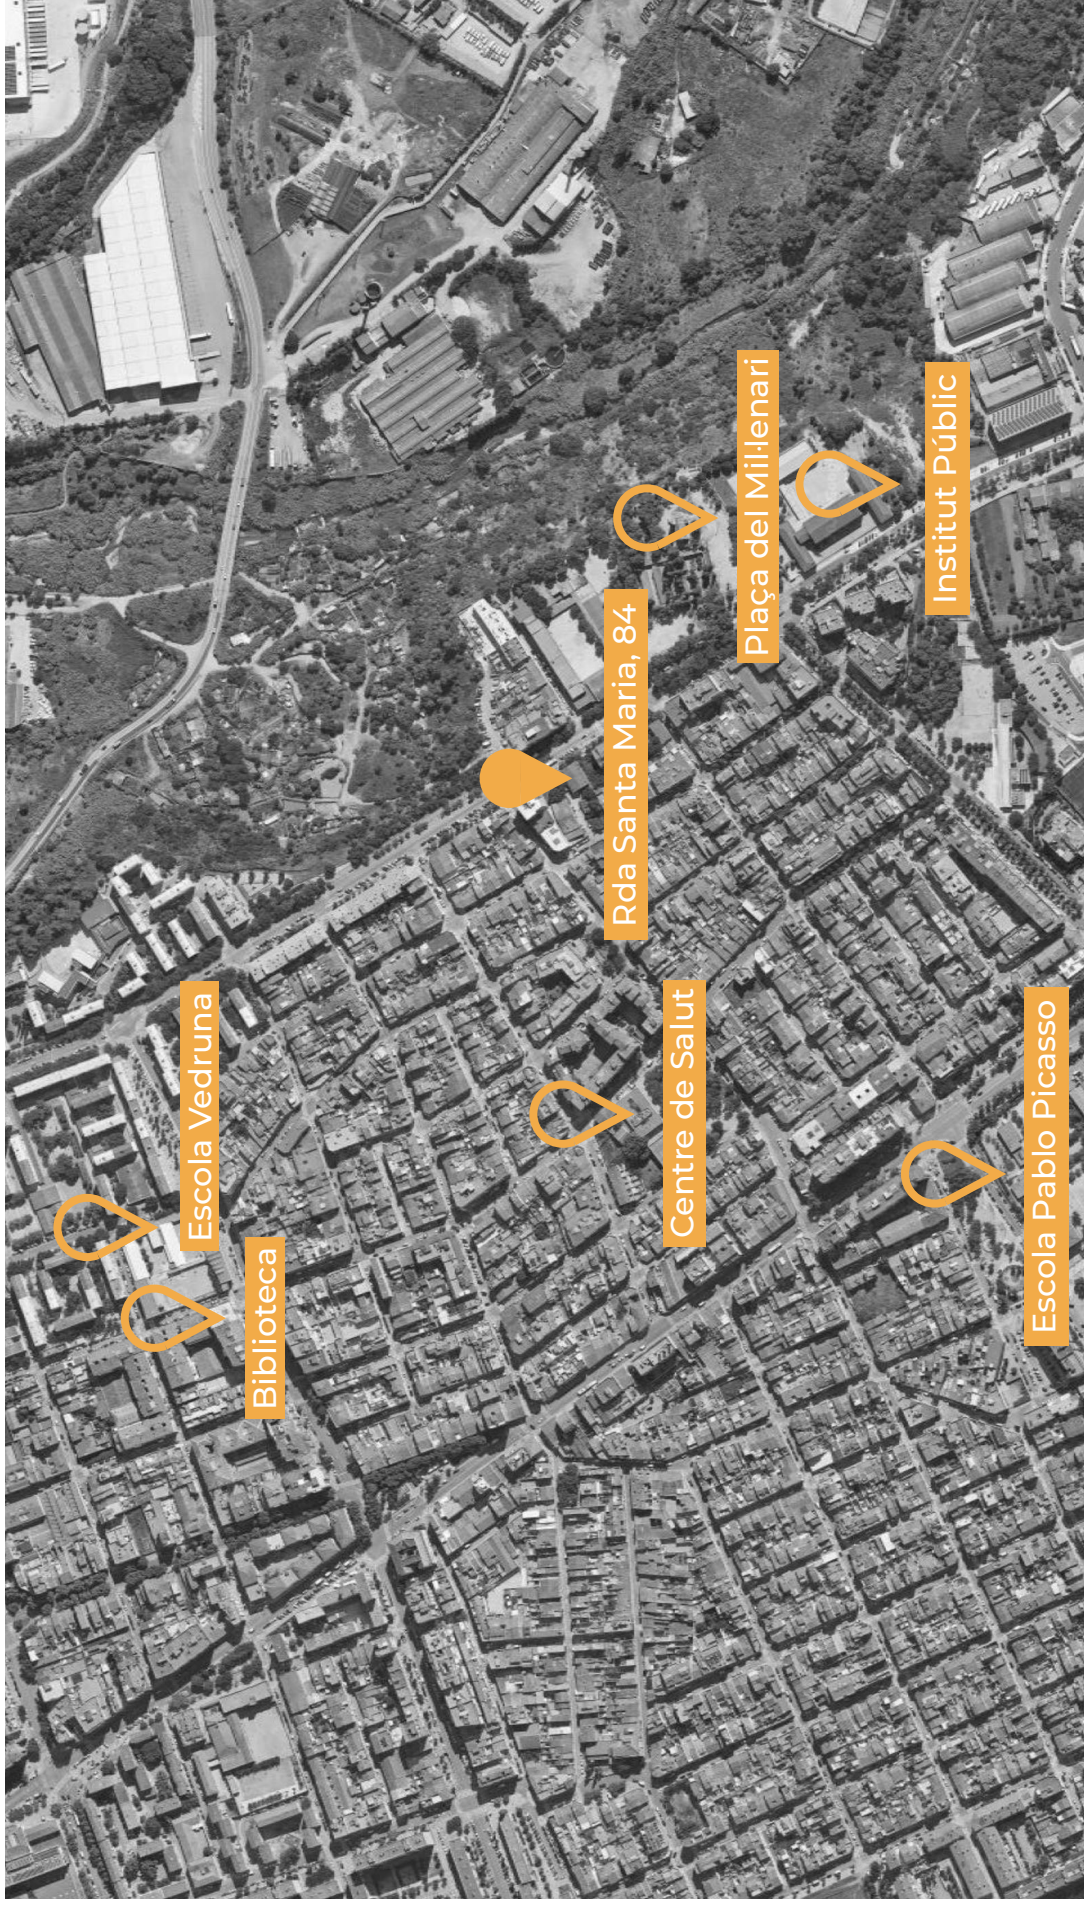 Escola Vedruna
Biblioteca
Rda Santa Maria, 84
Centre de Salut
Plaça del Mil·lenari
Institut Públic
Escola Pablo Picasso